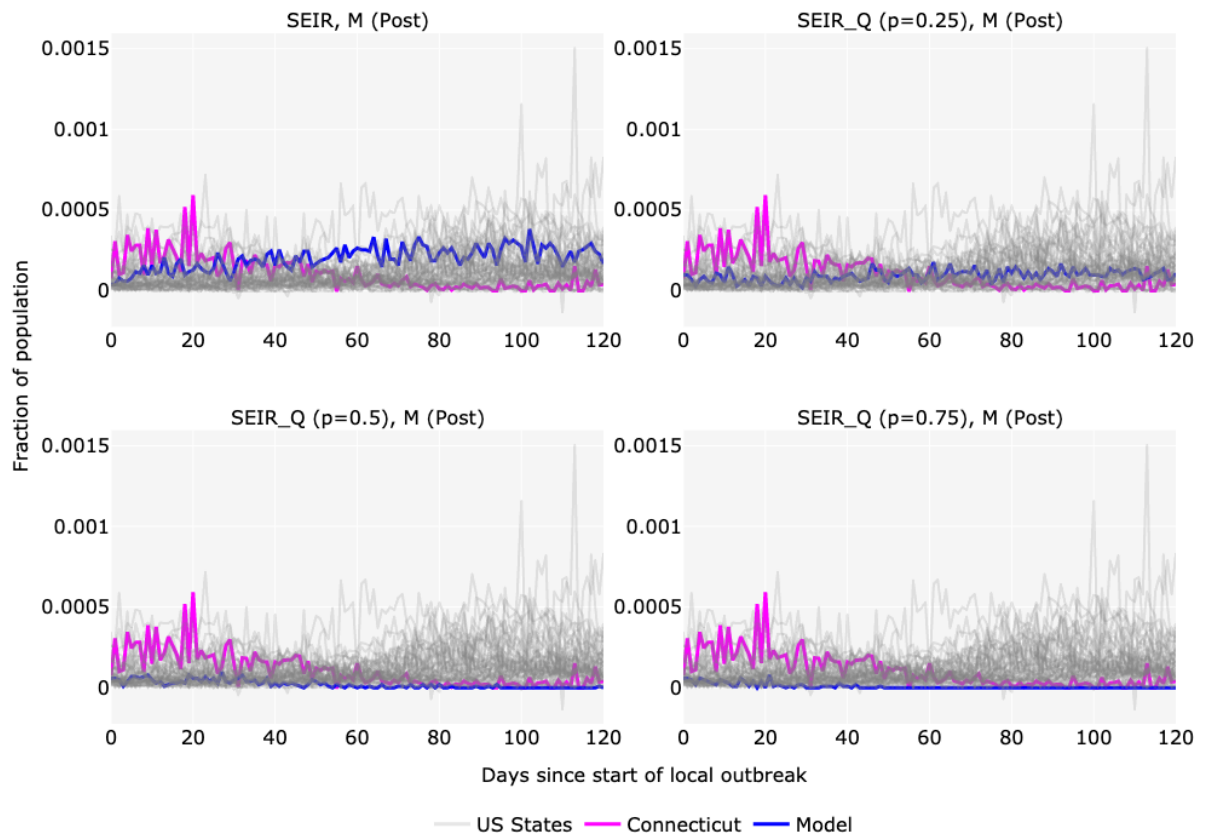 SEIR, M (Post)
SEIR_Q (p=0.25), M (Post)
0.0015
0.001
0.0005
0
0 20 40 60 80 100 120
0.0015
0.001
0.0005
0
0 20 40 60 80 100 120
SEIR_Q (p=0.5), M (Post)
SEIR_Q (p=0.75), M (Post)
0.0015
0.001
0.0005
0
0 20 40 60 80 100 120
0.0015
0.001
0.0005
0
0 20 40 60 80 100 120
Fraction of population
Days since start of local outbreak
US States Connecticut Model